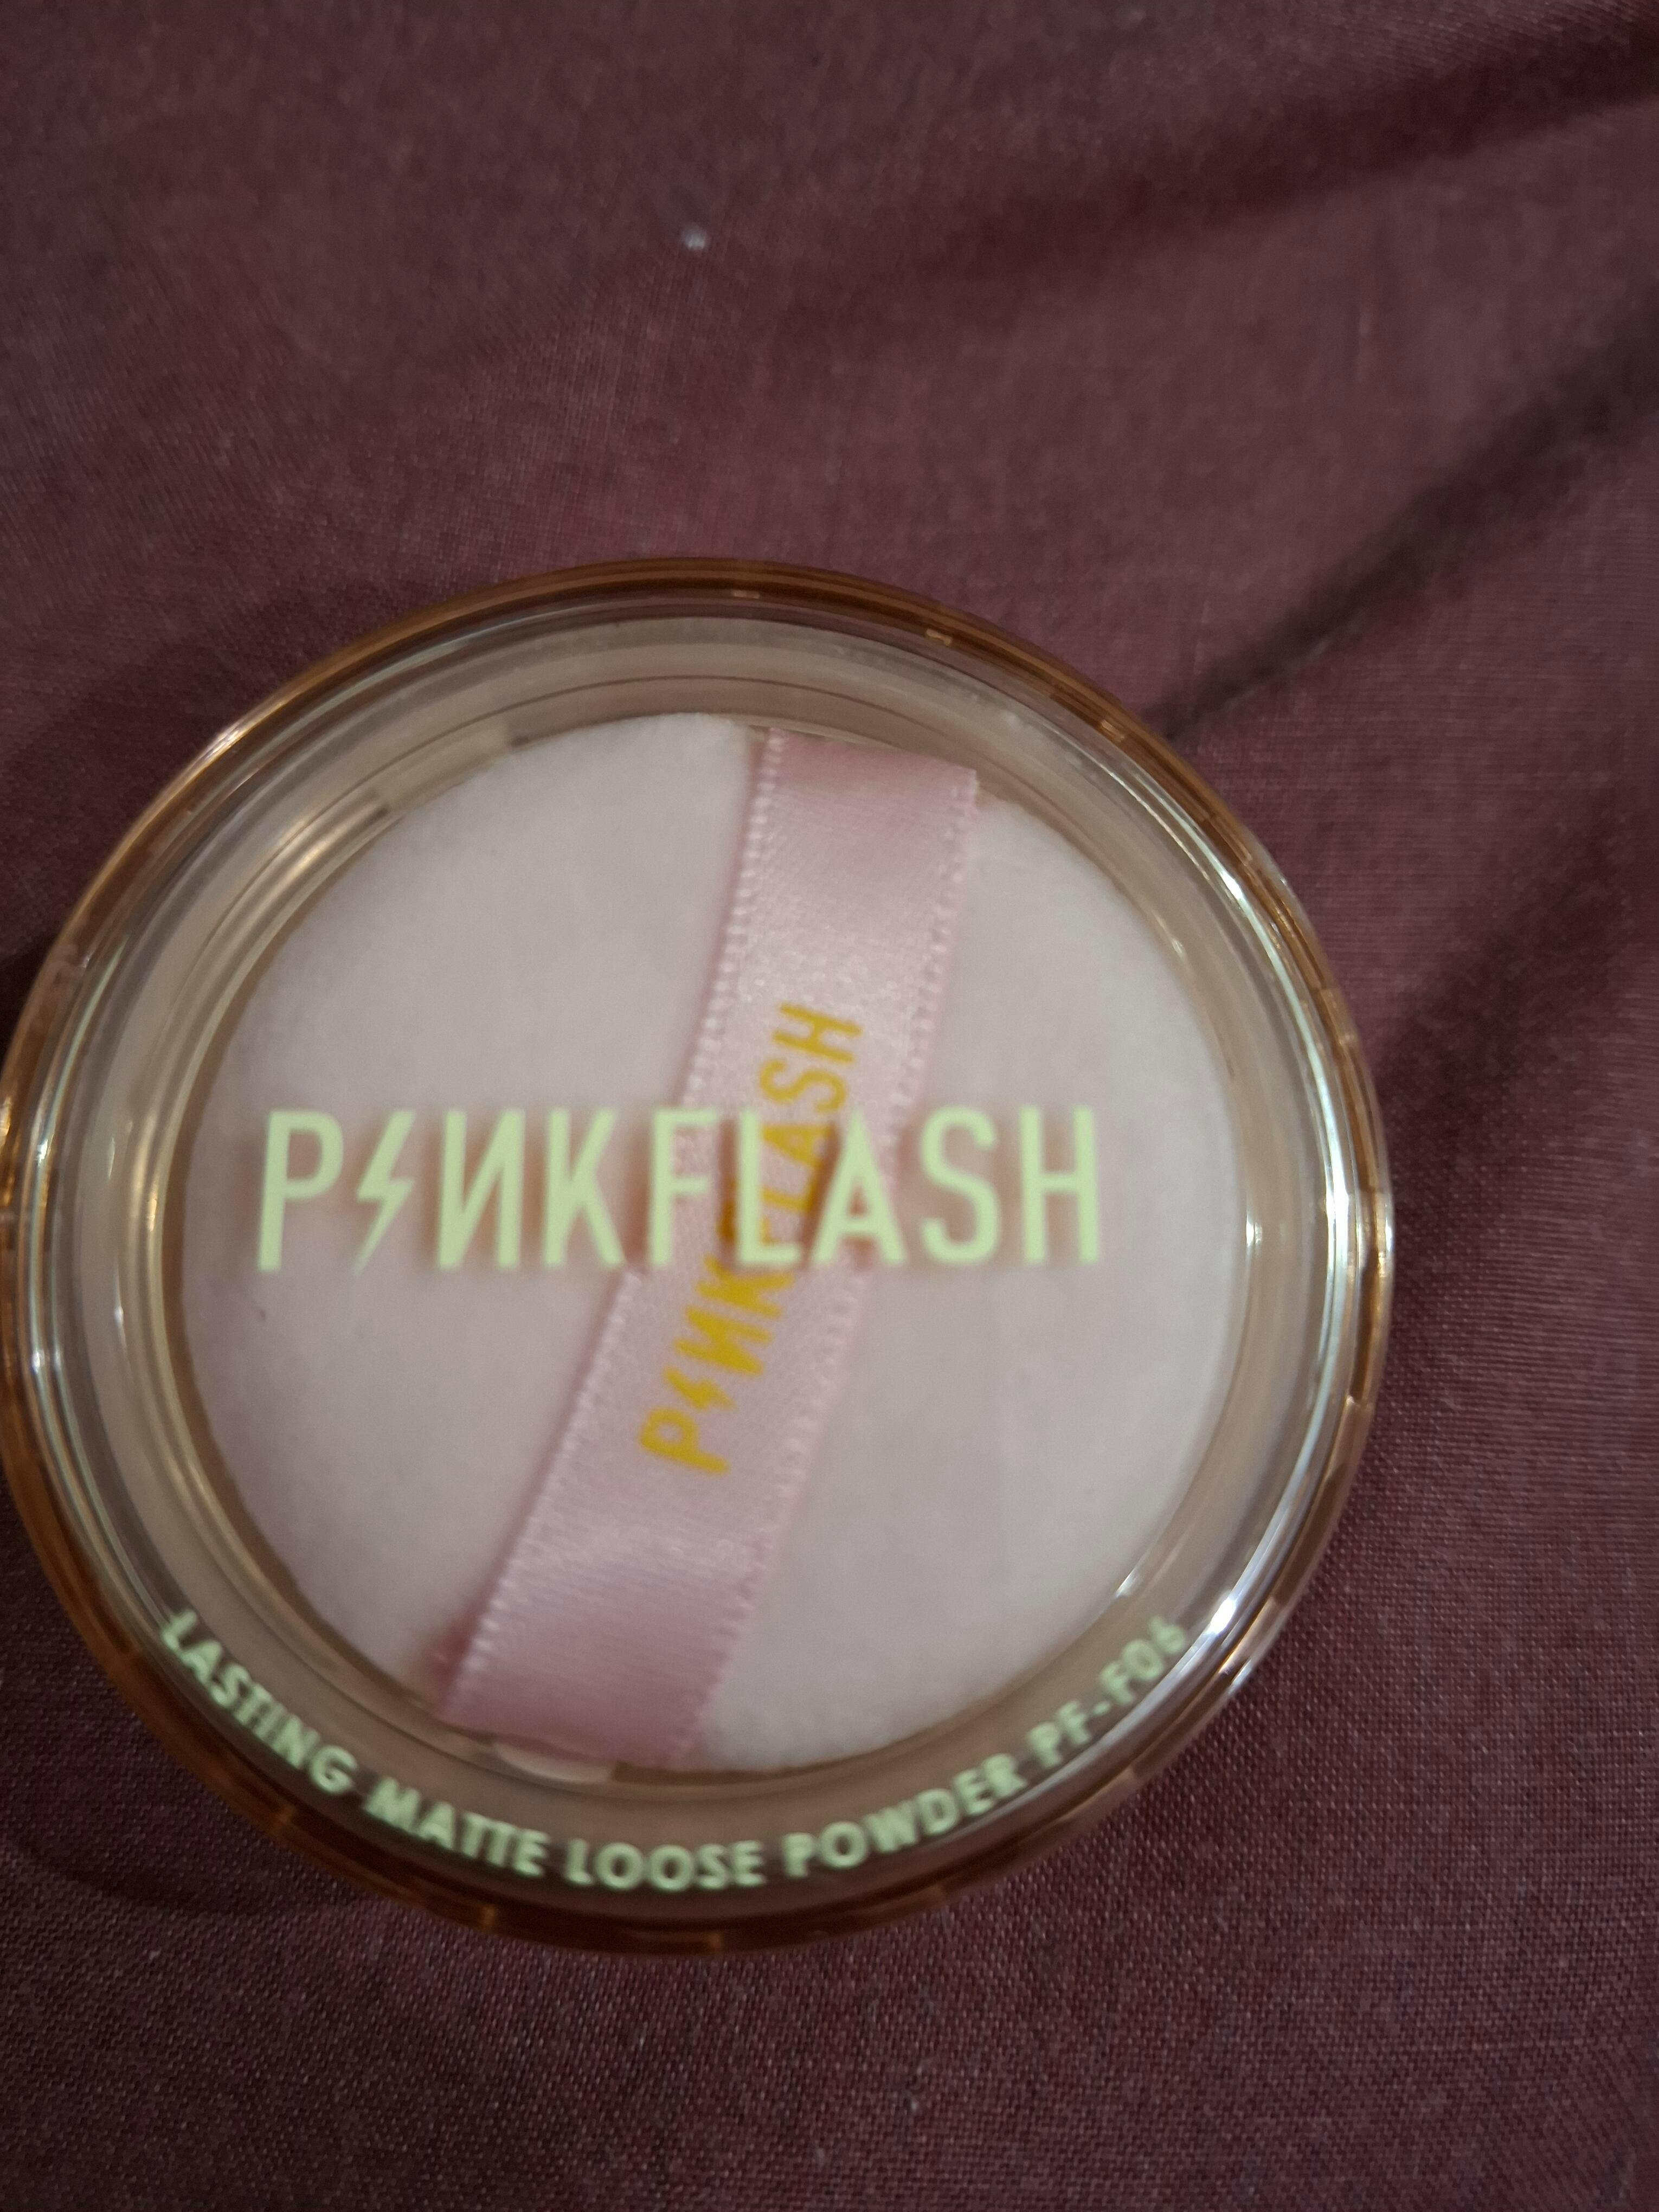 PINKFLASH
PINKFLASH
LASTING MATTE LOOSE POWDER PF-F06